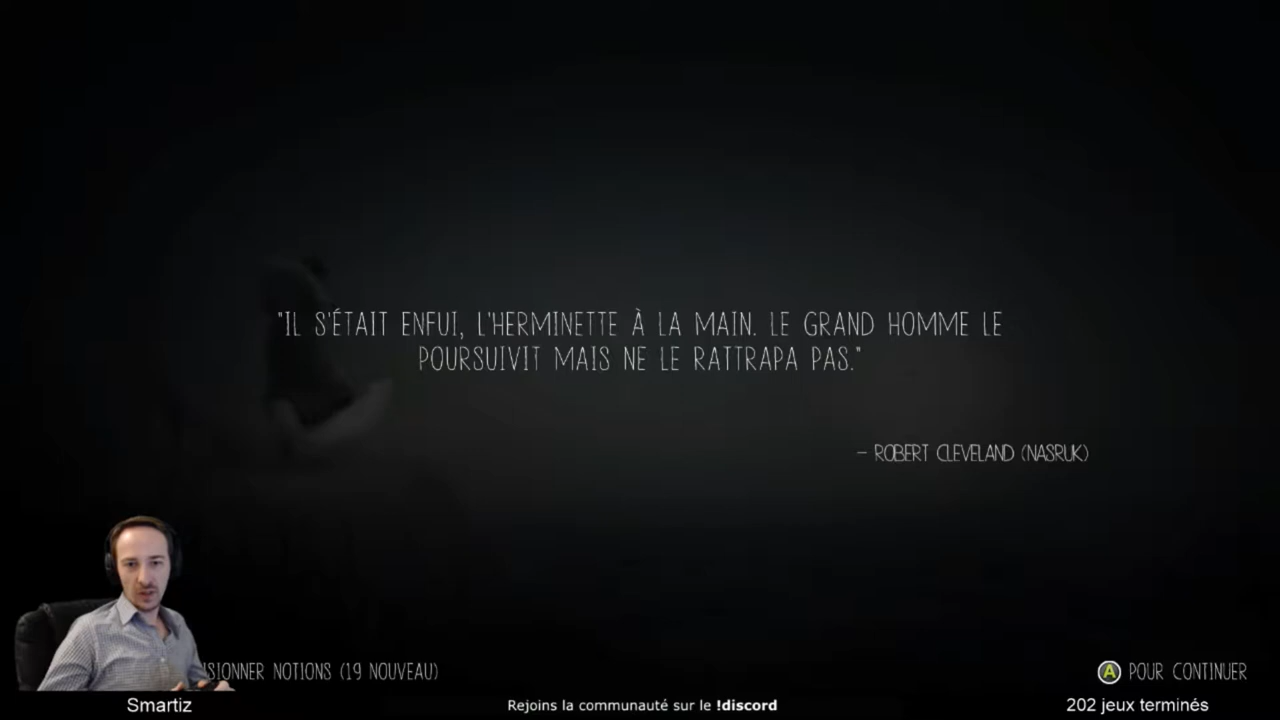 "IL S'ÉTAIT ENFUI, L'HERMINETTE À LA MAIN. LE GRAND HOMME LE
POURSUIVIT MAIS NE LE RATTRAPA PAS."
– ROBERT CLEVELAND (NASRUK)
NOTIONS (19 NOUVEAU)
A POUR CONTINUER
Smartiz
Rejoins la communauté sur le !discord
202 jeux terminés